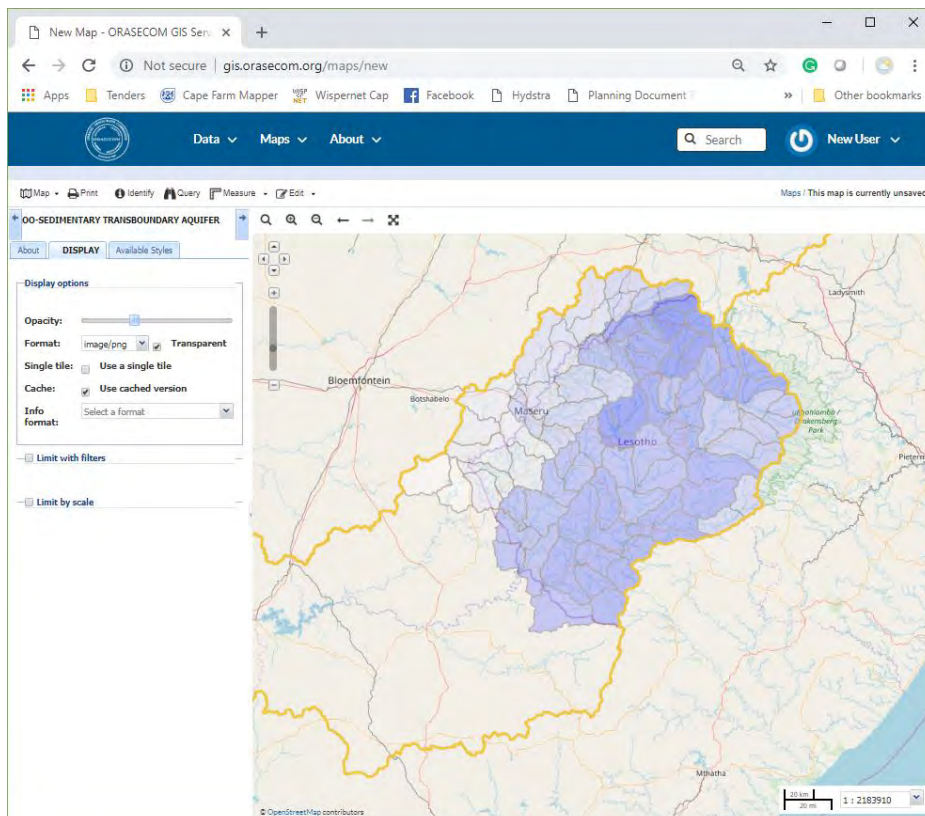 New Map - ORASECOM GIS Serv
Not secure | gis.orasecom.org/maps/new
Apps Tenders Cape Farm Mapper Wispernet Cap Facebook Hydstra Planning Document T » Other bookmarks
ORASECOM
Data Maps About Search New User
Map Print Identify Query Measure Edit Maps / This map is currently unsaved
OO-SEDIMENTARY TRANSBOUNDARY AQUIFER
About DISPLAY Available Styles
Display options
Opacity:
Format: image/png Transparent
Single tile: Use a single tile
Cache: Use cached version
Info format: Select a format
Limit with filters
Limit by scale
Ladysmith
Bloemfontein
Botshabelo
Maseru
Lesotho
Drakensberg
Park
Pieterm
Mthatha
20 km
20 mi
1 : 2183910
© OpenStreetMap contributors